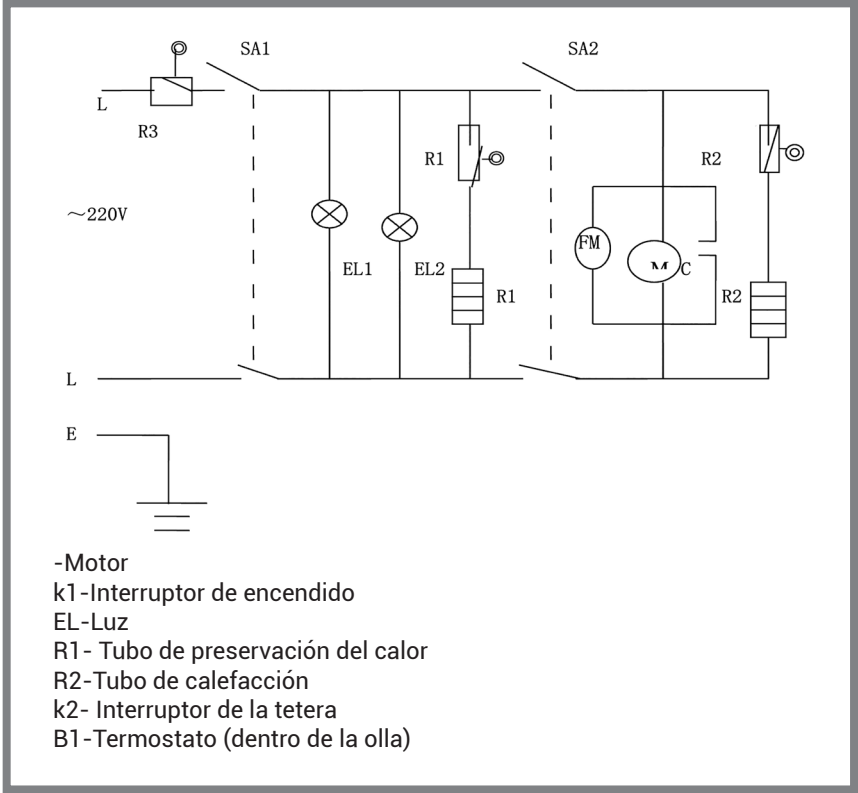 SA1
SA2
L
R3
R1
R2
～220V
FM
M
C
EL1
EL2
R1
R2
L
E
-Motor
k1-Interruptor de encendido
EL-Luz
R1- Tubo de preservación del calor
R2-Tubo de calefacción
k2- Interruptor de la tetera
B1-Termostato (dentro de la olla)